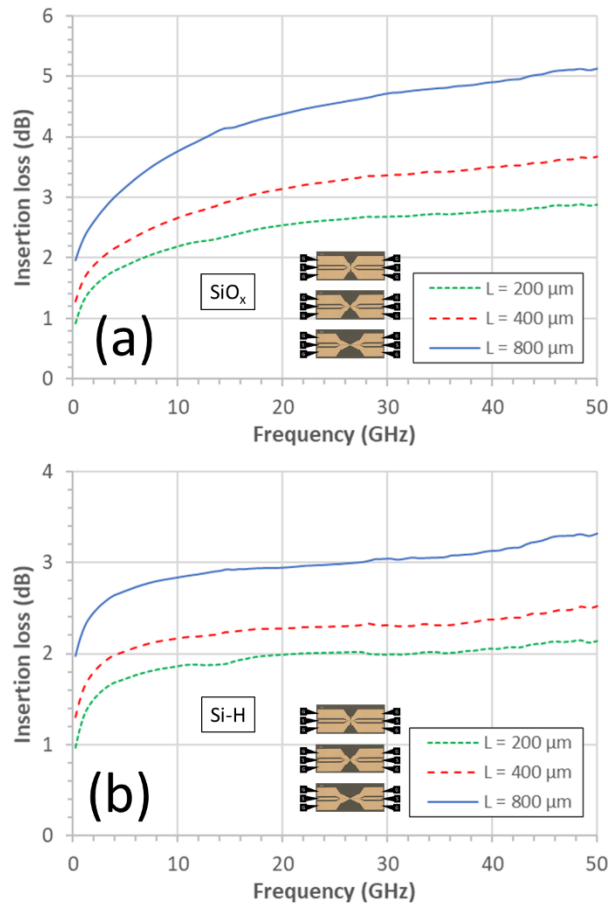 6
5
4
3
2
1
0
Insertion loss (dB)
SiOₓ
(a)
L = 200 μm
L = 400 μm
L = 800 μm
0 10 20 30 40 50
Frequency (GHz)
4
3
2
1
0
Insertion loss (dB)
Si-H
(b)
L = 200 μm
L = 400 μm
L = 800 μm
0 10 20 30 40 50
Frequency (GHz)